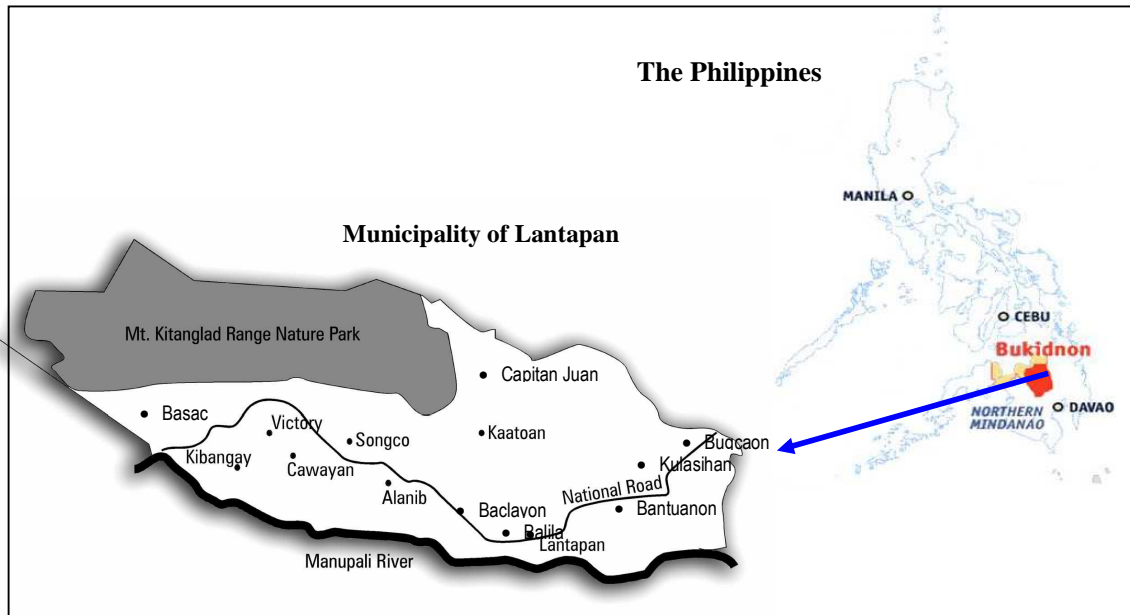 The Philippines
MANILA
CEBU
Bukidnon
DAVAO
NORTHERN
MINDANAO
Municipality of Lantapan
Mt. Kitanglad Range Nature Park
Capitan Juan
Basac
Victory
Songco
Kaatoan
Bugcaon
Kibangay
Cawayan
Kulasihan
Alanib
National Road
Baclayon
Bantuanon
Balila
Lantapan
Manupali River